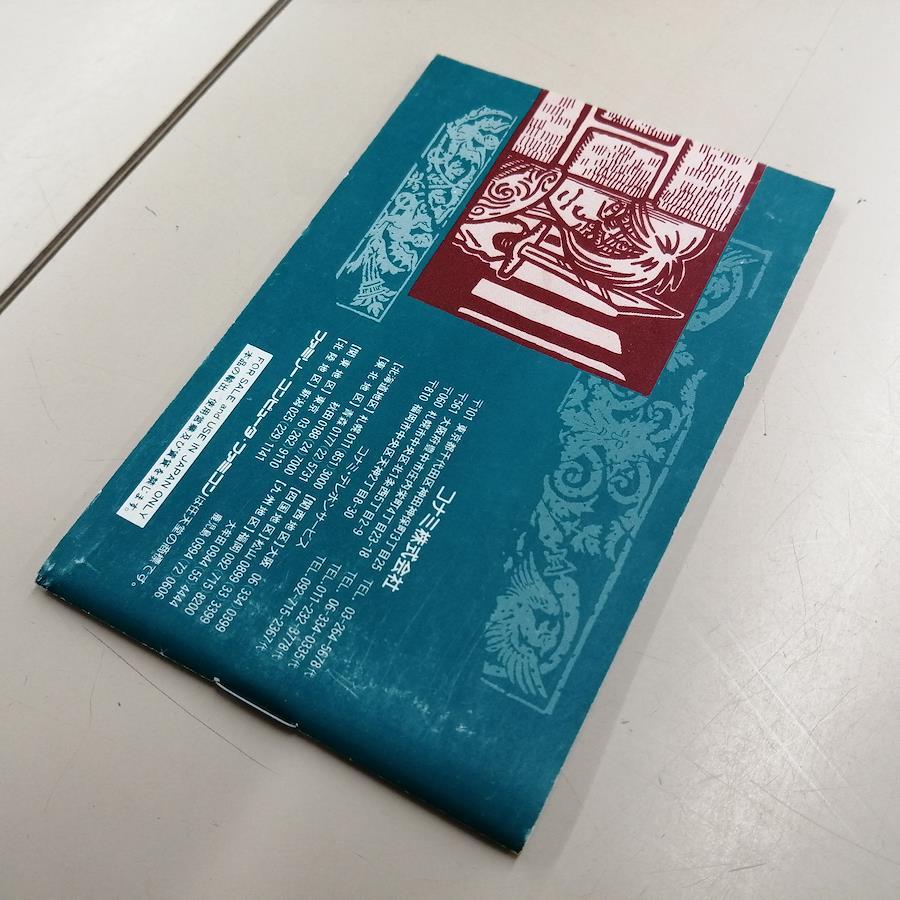 コナミ株式会社
〒101 東京都千代田区神田神保町3丁目25 TEL. 03-264-5678代
〒561 大阪府豊中市庄内栄町4丁目23-18 TEL. 06-334-0335代
〒060 札幌市中央区北1条西5丁目2-9 TEL. 011-232-3778代
〒810 福岡市中央区天神2丁目8-30 TEL. 092-715-2367代
コナミテレホンサービス
[北海道地区]札幌 011 851 3000 [関西地区]大阪 06 334 0399
[東北地区]青森 0177 22 5731 [四国地区]松山 0899 33 3399
秋田 0188 24 7000 [九州地区]福岡 092 715 8200
[関東地区]東京 03 262 9110 大牟田 0944 55 4444
[北陸地区]新潟 025 229 1141 鹿児島 0994 72 0606
ファミリーコンピュータ ファミコンは任天堂の商標です。
FOR SALE and USE IN JAPAN ONLY
本品の輸出、使用営業及び賃貸を禁じます。